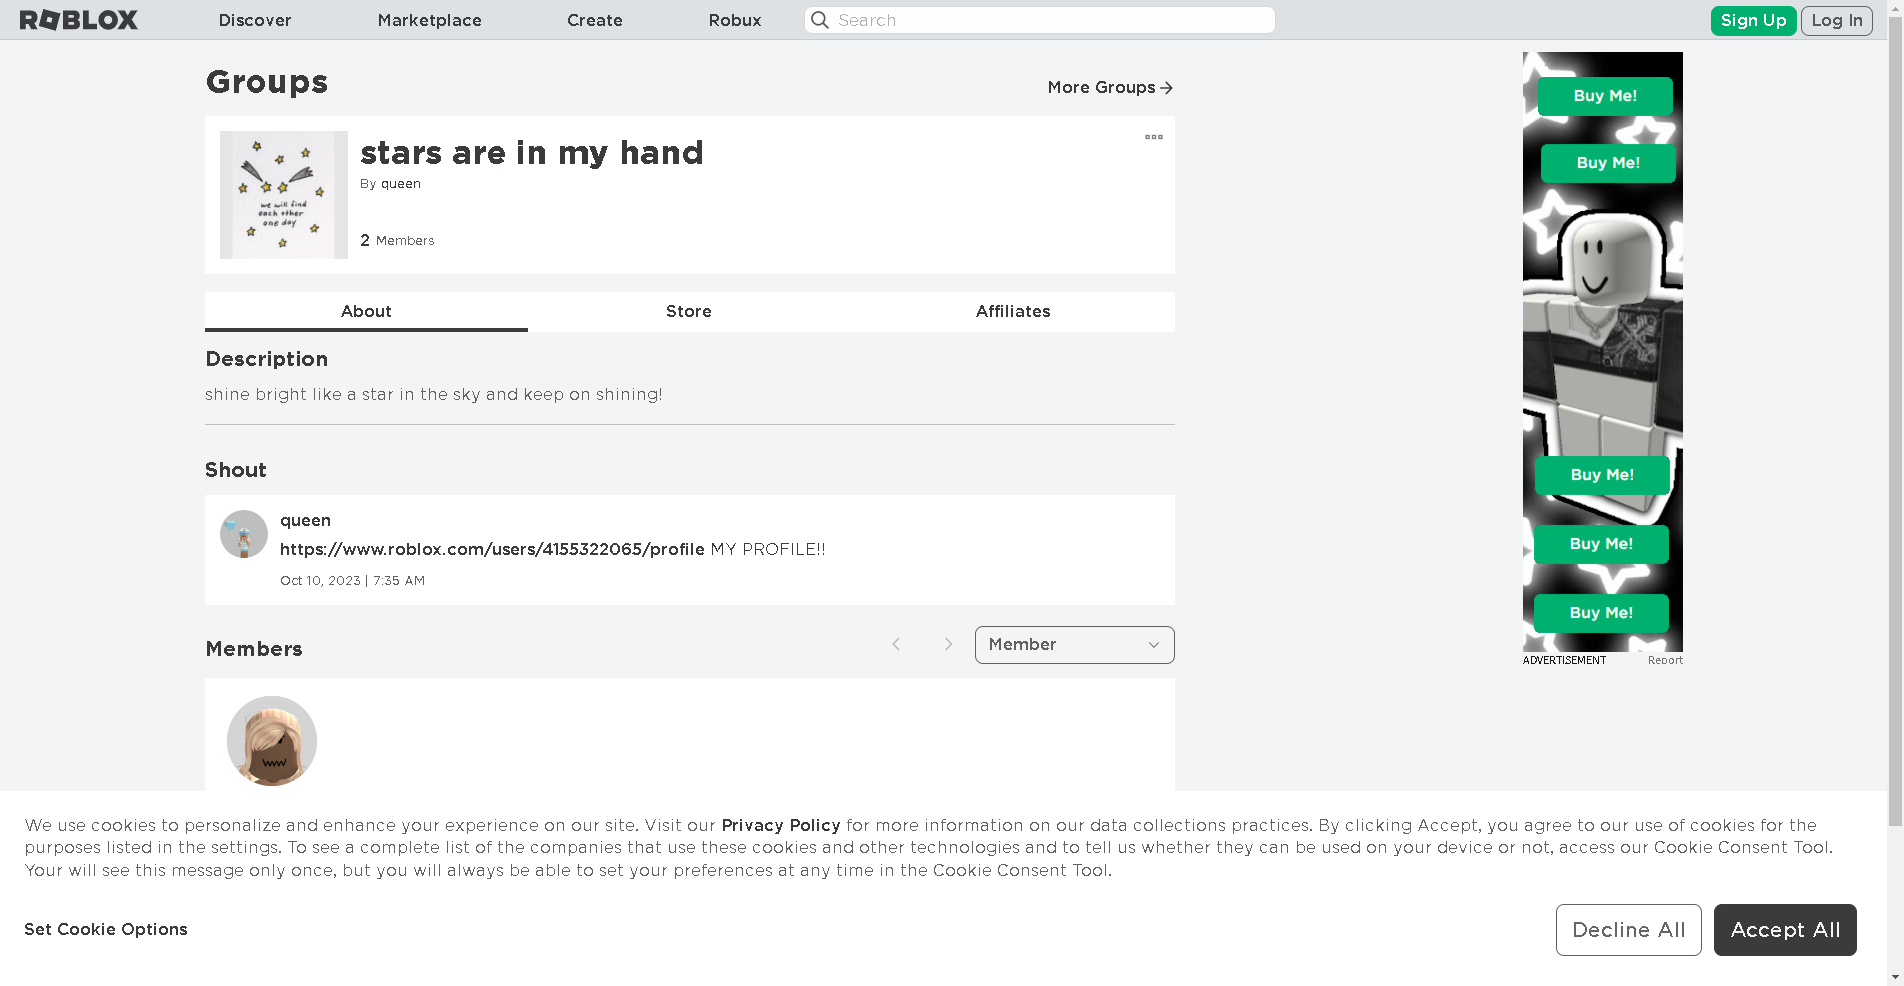 ROBLOX
Discover
Marketplace
Create
Robux
Search
Sign Up
Log In
Groups
More Groups
we will find
each other
one day
stars are in my hand
By queen
2 Members
About
Store
Affiliates
Description
shine bright like a star in the sky and keep on shining!
Shout
queen
https://www.roblox.com/users/4155322065/profile MY PROFILE!!
Oct 10, 2023 | 7:35 AM
Members
Member
Buy Me!
Buy Me!
Buy Me!
Buy Me!
Buy Me!
ADVERTISEMENT
Report
We use cookies to personalize and enhance your experience on our site. Visit our Privacy Policy for more information on our data collections practices. By clicking Accept, you agree to our use of cookies for the
purposes listed in the settings. To see a complete list of the companies that use these cookies and other technologies and to tell us whether they can be used on your device or not, access our Cookie Consent Tool.
Your will see this message only once, but you will always be able to set your preferences at any time in the Cookie Consent Tool.
Set Cookie Options
Decline All
Accept All